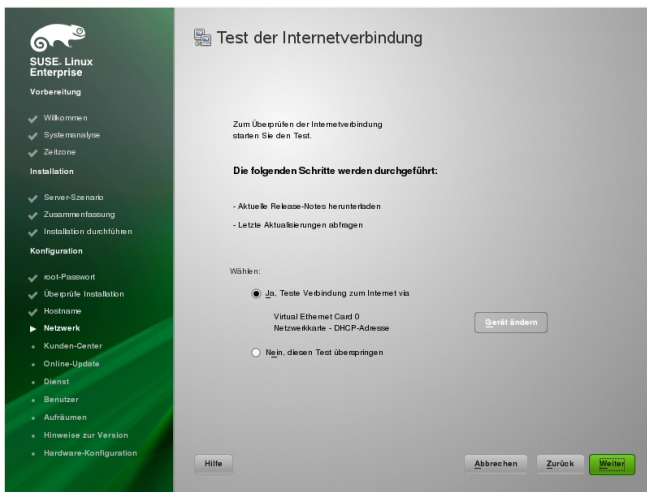 SUSE. Linux
Enterprise
Vorbereitung
Willkommen
Systemanalyse
Zeitzone
Installation
Server-Szenario
Zusammenfassung
Installation durchführen
Konfiguration
root-Passwort
Überprüfe Installation
Hostname
Netzwerk
Kunden-Center
Online-Update
Dienst
Benutzer
Aufräumen
Hinweise zur Version
Hardware-Konfiguration
Test der Internetverbindung
Zum Überprüfen der Internetverbindung
starten Sie den Test.
Die folgenden Schritte werden durchgeführt:
- Aktuelle Release-Notes herunterladen
- Letzte Aktualisierungen abfragen
Wählen:
Ja, Teste Verbindung zum Internet via
Virtual Ethernet Card 0
Netzwerkkarte - DHCP-Adresse
Gerät ändern
Nein, diesen Test überspringen
Hilfe
Abbrechen
Zurück
Weiter